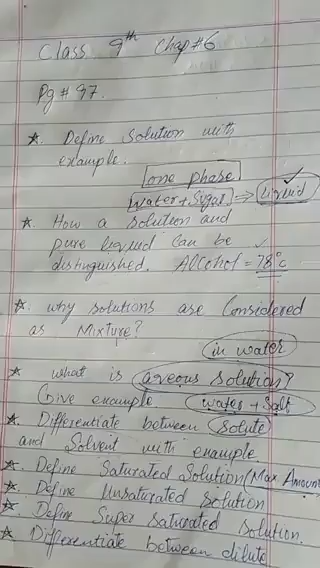 Class 9th Chap #6
Pg # 97.
* Define Solution with
example.
one phase
Water + Sugar ⇒ Liquid
* How a solution and
pure liquid can be
distinguished. Alcohol = 78°c
* why solutions are Considered
as Mixture?
in water
* what is aqeous solution?
Give example water + Salt
* Differentiate between solute
and Solvent with example
* Define Saturated Solution (Max Amount
* Define Unsaturated Solution
* Define Super saturated Solution.
* Differentiate between dilute